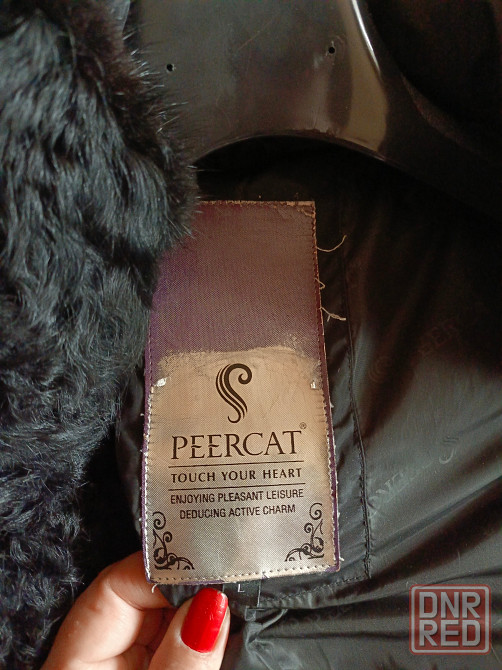 PEERCAT®
TOUCH YOUR HEART
ENJOYING PLEASANT LEISURE
DEDUCING ACTIVE CHARM
L
DNR
RED